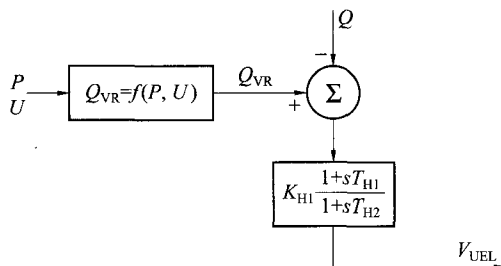 Q
−
P
U
Q_VR=f(P, U)
Q_VR
+
Σ
K_H1 (1+sT_H1)/(1+sT_H2)
V_UEL